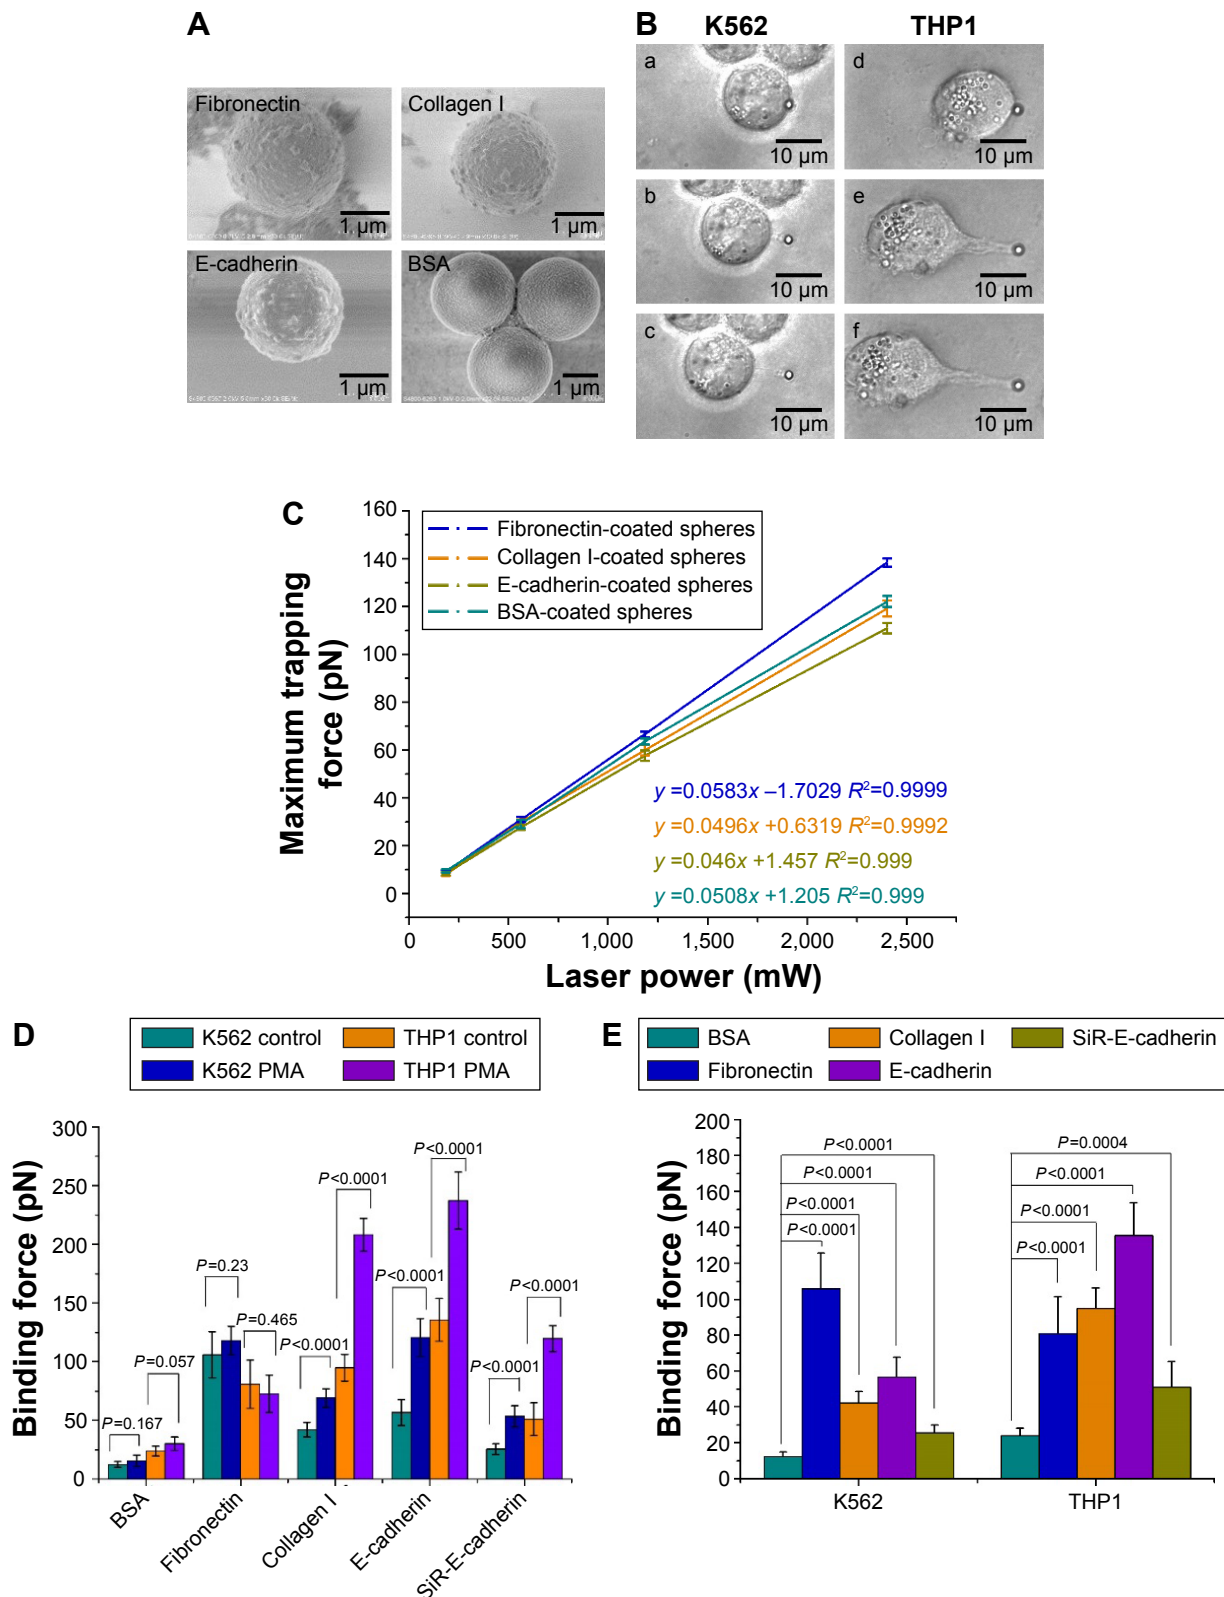 A
Fibronectin
Collagen I
1 µm
1 µm
E-cadherin
BSA
1 µm
1 µm
B
K562
THP1
a
10 µm
d
10 µm
b
10 µm
e
10 µm
c
10 µm
f
10 µm
C
Maximum trapping
force (pN)
160
140
120
100
80
60
40
20
0
Fibronectin-coated spheres
Collagen I-coated spheres
E-cadherin-coated spheres
BSA-coated spheres
y =0.0583x –1.7029 R²=0.9999
y =0.0496x +0.6319 R²=0.9992
y =0.046x +1.457 R²=0.999
y =0.0508x +1.205 R²=0.999
0 500 1,000 1,500 2,000 2,500
Laser power (mW)
D
K562 control
THP1 control
K562 PMA
THP1 PMA
Binding force (pN)
300
250
200
150
100
50
0
P=0.167
P=0.057
P=0.23
P=0.465
P<0.0001
P<0.0001
P<0.0001
P<0.0001
P<0.0001
P<0.0001
BSA
Fibronectin
Collagen I
E-cadherin
SiR-E-cadherin
E
BSA
Collagen I
SiR-E-cadherin
Fibronectin
E-cadherin
Binding force (pN)
200
180
160
140
120
100
80
60
40
20
0
P<0.0001
P<0.0001
P<0.0001
P<0.0001
P=0.0004
P<0.0001
P<0.0001
P<0.0001
K562
THP1